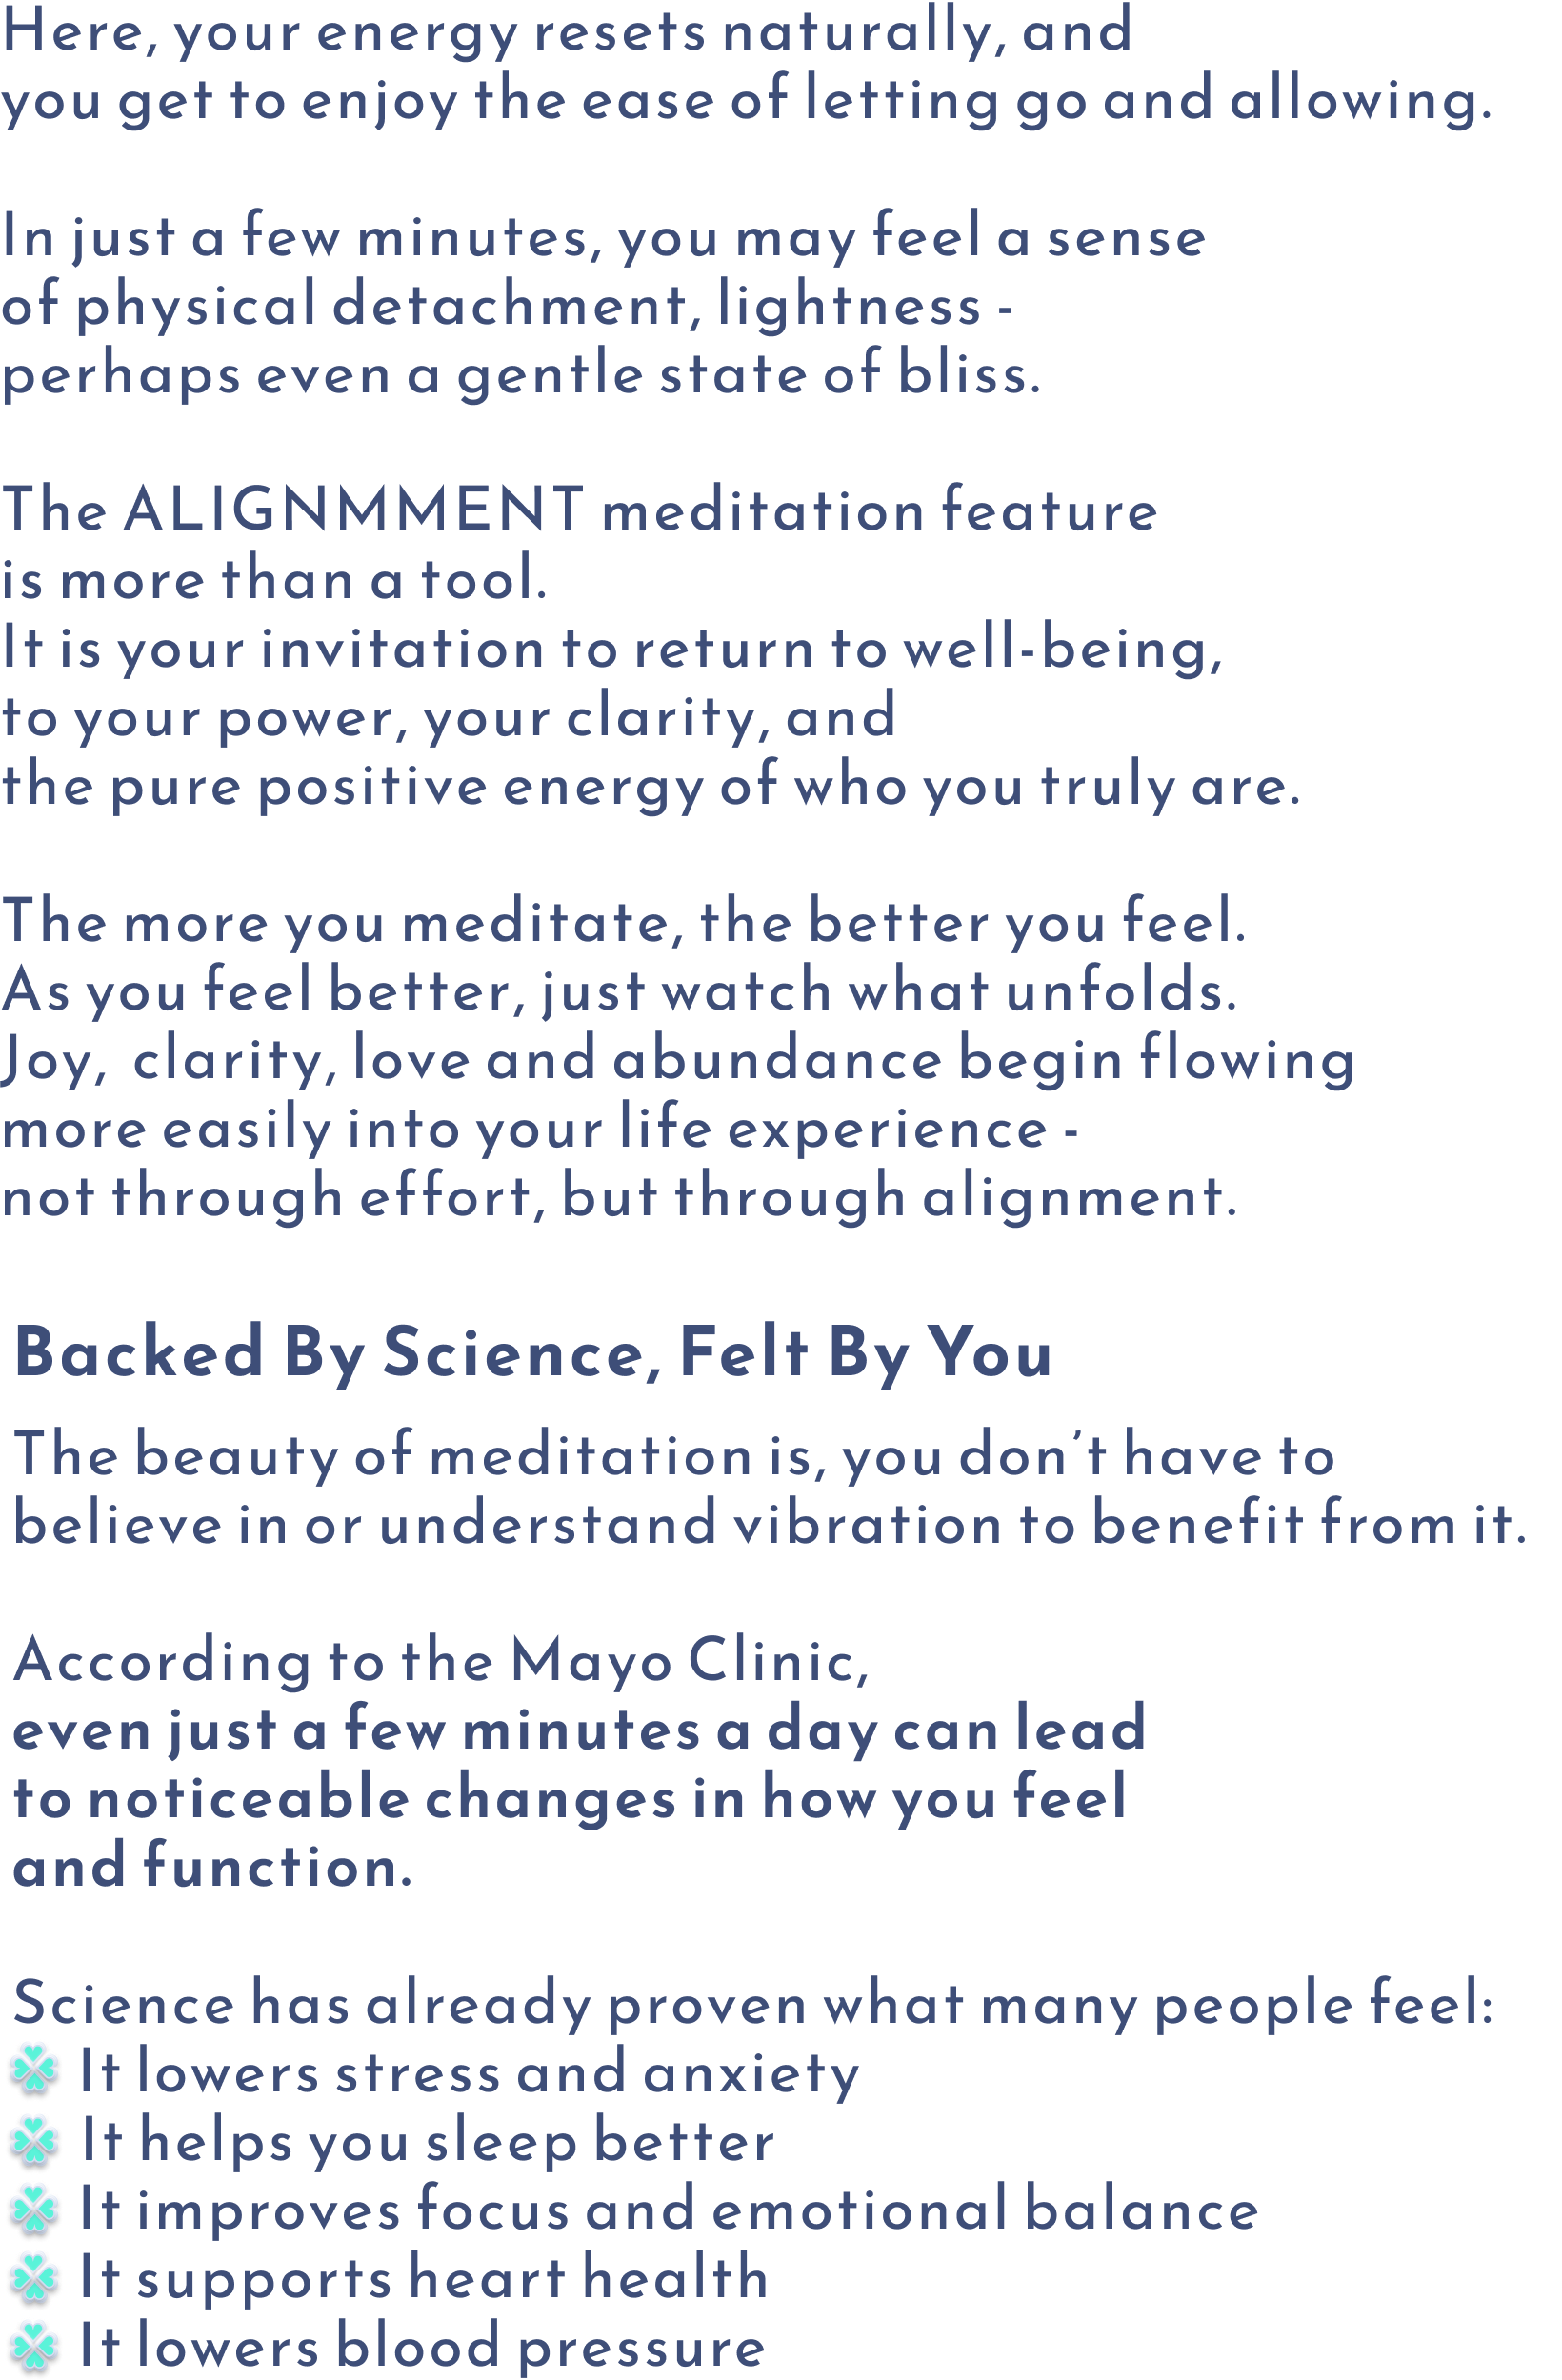 Here, your energy resets naturally, and
you get to enjoy the ease of letting go and allowing.
In just a few minutes, you may feel a sense
of physical detachment, lightness -
perhaps even a gentle state of bliss.
The ALIGNMMENT meditation feature
is more than a tool.
It is your invitation to return to well-being,
to your power, your clarity, and
the pure positive energy of who you truly are.
The more you meditate, the better you feel.
As you feel better, just watch what unfolds.
Joy,  clarity, love and abundance begin flowing
more easily into your life experience -
not through effort, but through alignment.
Backed By Science, Felt By You
The beauty of meditation is, you don’t have to
believe in or understand vibration to benefit from it.
According to the Mayo Clinic,
even just a few minutes a day can lead
to noticeable changes in how you feel
and function.
Science has already proven what many people feel:
It lowers stress and anxiety
It helps you sleep better
It improves focus and emotional balance
It supports heart health
It lowers blood pressure